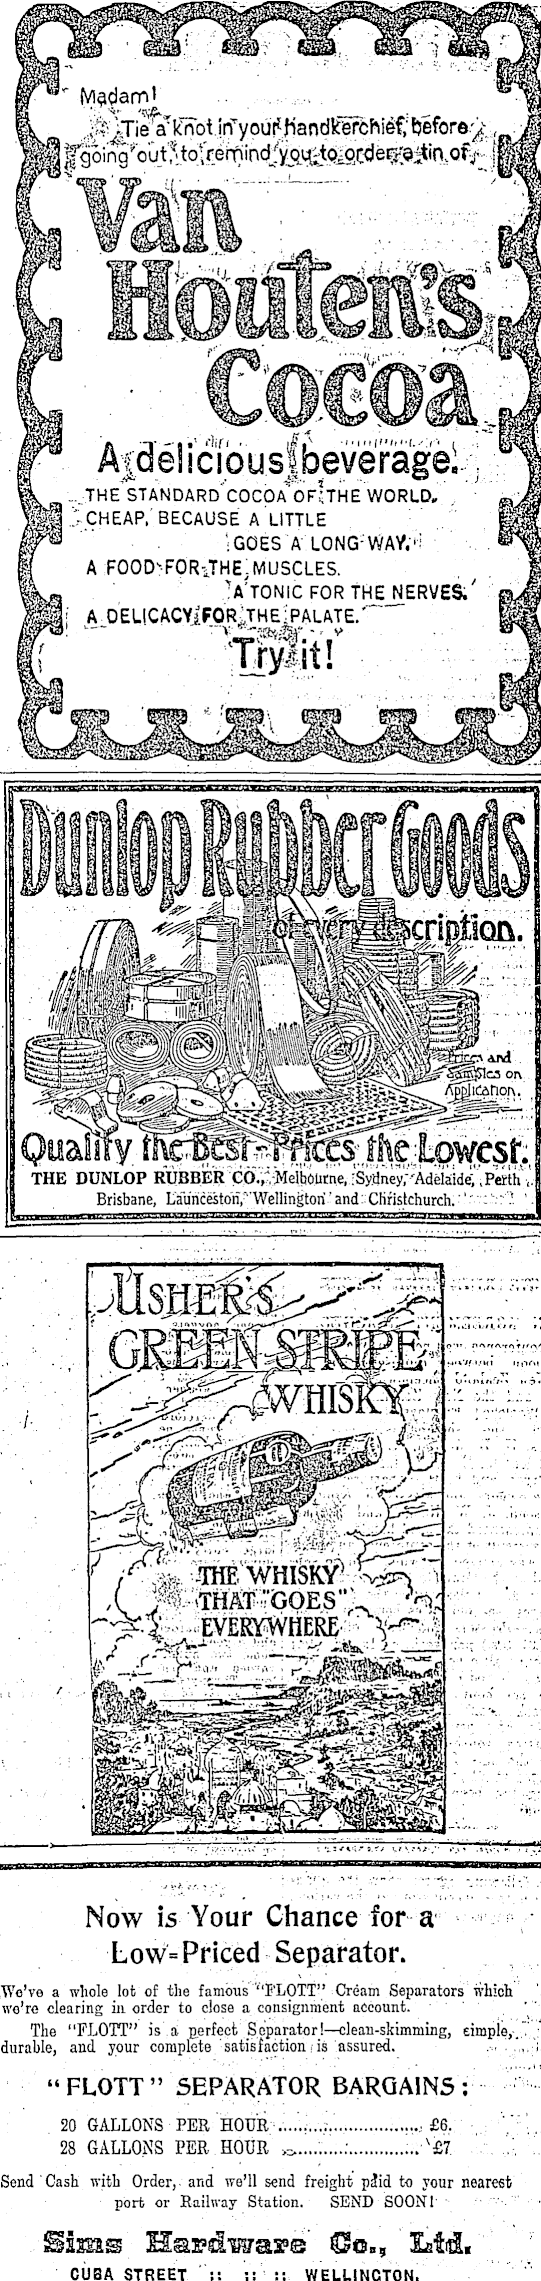 Madam!
Tie a knot in your handkerchief, before
going out, to remind you to order a tin of
Van
Houten's
Cocoa
A delicious beverage.
THE STANDARD COCOA OF THE WORLD.
CHEAP, BECAUSE A LITTLE
GOES A LONG WAY.
A FOOD FOR THE MUSCLES.
A TONIC FOR THE NERVES.
A DELICACY FOR THE PALATE.
Try it!
Dunlop Rubber Goods
of every description.
Prices and
Samples on
Application.
Quality the Best - Prices the Lowest.
THE DUNLOP RUBBER CO., Melbourne, Sydney, Adelaide, Perth
Brisbane, Launceston, Wellington and Christchurch.
USHER'S
GREEN STRIPE
WHISKY
THE WHISKY
THAT "GOES"
EVERYWHERE
Now is Your Chance for a
Low=Priced Separator.
We've a whole lot of the famous "FLOTT" Cream Separators which
we're clearing in order to close a consignment account.
The "FLOTT" is a perfect Separator!—clean-skimming, simple,
durable, and your complete satisfaction is assured.
"FLOTT" SEPARATOR BARGAINS:
20 GALLONS PER HOUR .......................... £6.
28 GALLONS PER HOUR .......................... £7
Send Cash with Order, and we'll send freight paid to your nearest
port or Railway Station. SEND SOON!
Sims Hardware Co., Ltd.
CUBA STREET :: :: :: WELLINGTON.